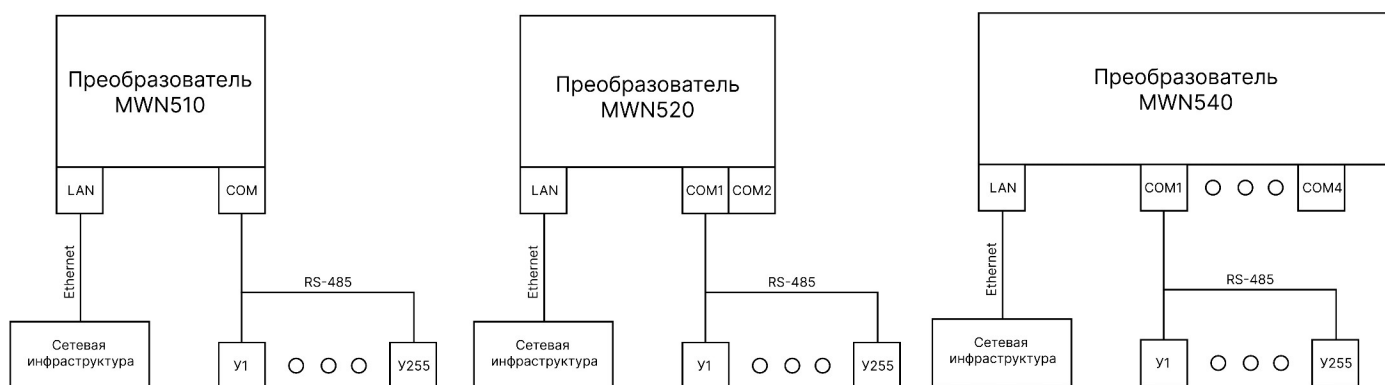 Преобразователь
MWN510
LAN
COM
Ethernet
RS-485
Сетевая
инфраструктура
У1
У255
Преобразователь
MWN520
LAN
COM1
COM2
Ethernet
RS-485
Сетевая
инфраструктура
У1
У255
Преобразователь
MWN540
LAN
COM1
COM4
Ethernet
RS-485
Сетевая
инфраструктура
У1
У255